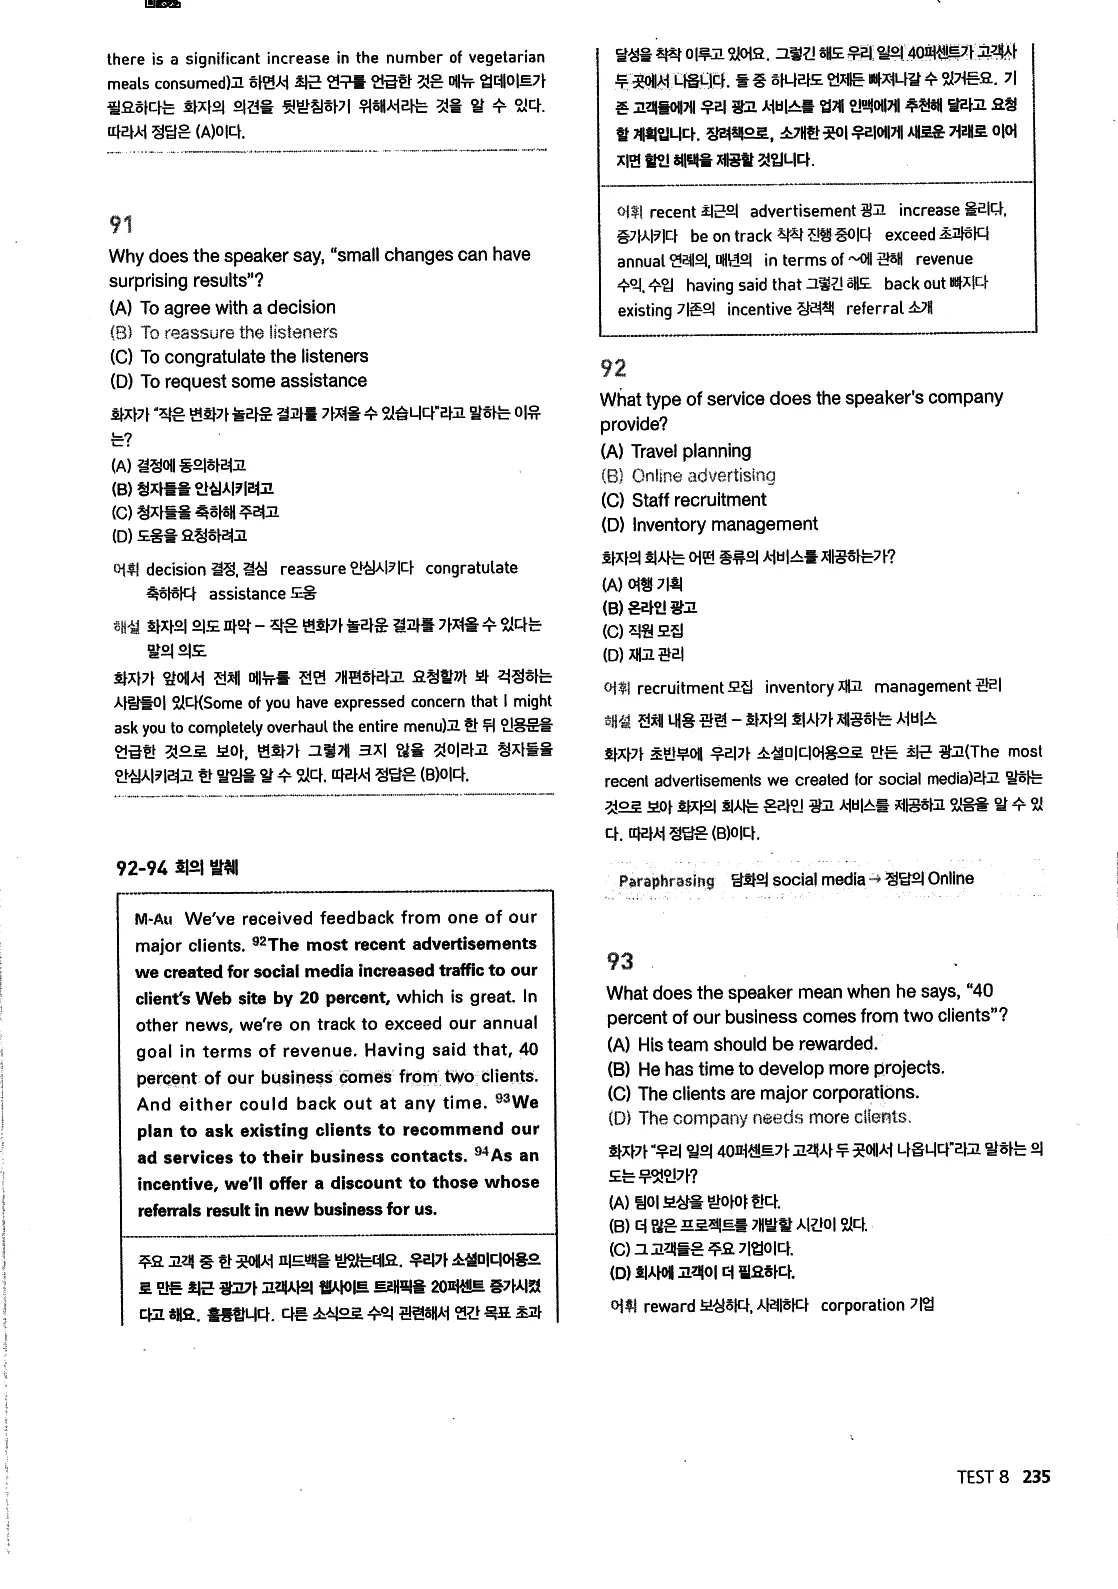 there is a significant increase in the number of vegetarian
meals consumed)고 하면서 최근 연구를 언급한 것은 메뉴 업데이트가
필요하다는 화자의 의견을 뒷받침하기 위해서라는 것을 알 수 있다.
따라서 정답은 (A)이다.
91
Why does the speaker say, “small changes can have
surprising results”?
(A) To agree with a decision
(B) To reassure the listeners
(C) To congratulate the listeners
(D) To request some assistance
화자가 “작은 변화가 놀라운 결과를 가져올 수 있습니다”라고 말하는 이유
는?
(A) 결정에 동의하려고
(B) 청자들을 안심시키려고
(C) 청자들을 축하해 주려고
(D) 도움을 요청하려고
어휘 decision 결정, 결심 reassure 안심시키다 congratulate
축하하다 assistance 도움
해설 화자의 의도 파악 – 작은 변화가 놀라운 결과를 가져올 수 있다는
말의 의도
화자가 앞에서 전체 메뉴를 전면 개편하라고 요청할까 봐 걱정하는
사람들이 있다(Some of you have expressed concern that I might
ask you to completely overhaul the entire menu)고 한 뒤 인용문을
언급한 것으로 보아, 변화가 그렇게 크지 않을 것이라고 청자들을
안심시키려고 한 말임을 알 수 있다. 따라서 정답은 (B)이다.
92-94 회의 발췌
M-Au We’ve received feedback from one of our
major clients. 92The most recent advertisements
we created for social media increased traffic to our
client’s Web site by 20 percent, which is great. In
other news, we’re on track to exceed our annual
goal in terms of revenue. Having said that, 40
percent of our business comes from two clients.
And either could back out at any time. 93We
plan to ask existing clients to recommend our
ad services to their business contacts. 94As an
incentive, we’ll offer a discount to those whose
referrals result in new business for us.
주요 고객 중 한 곳에서 피드백을 받았는데요. 우리가 소셜미디어용으
로 만든 최근 광고가 고객사의 웹사이트 트래픽을 20퍼센트 증가시켰
다고 해요. 훌륭합니다. 다른 소식으로 수익 관련해서 연간 목표 초과
달성을 착착 이루고 있어요. 그렇긴 해도 우리 일의 40퍼센트가 고객사
두 곳에서 나옵니다. 둘 중 하나라도 언제든 빠져나갈 수 있거든요. 기
존 고객들에게 우리 광고 서비스를 업계 인맥에게 추천해 달라고 요청
할 계획입니다. 장려책으로, 소개한 곳이 우리에게 새로운 거래로 이어
지면 할인 혜택을 제공할 것입니다.
어휘 recent 최근의 advertisement 광고 increase 올리다,
증가시키다 be on track 착착 진행 중이다 exceed 초과하다
annual 연례의, 매년의 in terms of ~에 관해 revenue
수익, 수입 having said that 그렇긴 해도 back out 빠지다
existing 기존의 incentive 장려책 referral 소개
92
What type of service does the speaker’s company
provide?
(A) Travel planning
(B) Online advertising
(C) Staff recruitment
(D) Inventory management
화자의 회사는 어떤 종류의 서비스를 제공하는가?
(A) 여행 기획
(B) 온라인 광고
(C) 직원 모집
(D) 재고 관리
어휘 recruitment 모집 inventory 재고 management 관리
해설 전체 내용 관련 – 화자의 회사가 제공하는 서비스
화자가 초반부에 우리가 소셜미디어용으로 만든 최근 광고(The most
recent advertisements we created for social media)라고 말하는
것으로 보아 화자의 회사는 온라인 광고 서비스를 제공하고 있음을 알 수 있
다. 따라서 정답은 (B)이다.
Paraphrasing 담화의 social media → 정답의 Online
93
What does the speaker mean when he says, “40
percent of our business comes from two clients”?
(A) His team should be rewarded.
(B) He has time to develop more projects.
(C) The clients are major corporations.
(D) The company needs more clients.
화자가 “우리 일의 40퍼센트가 고객사 두 곳에서 나옵니다”라고 말하는 의
도는 무엇인가?
(A) 팀이 보상을 받아야 한다.
(B) 더 많은 프로젝트를 개발할 시간이 있다.
(C) 그 고객들은 주요 기업이다.
(D) 회사에 고객이 더 필요하다.
어휘 reward 보상하다, 사례하다 corporation 기업
TEST 8 235